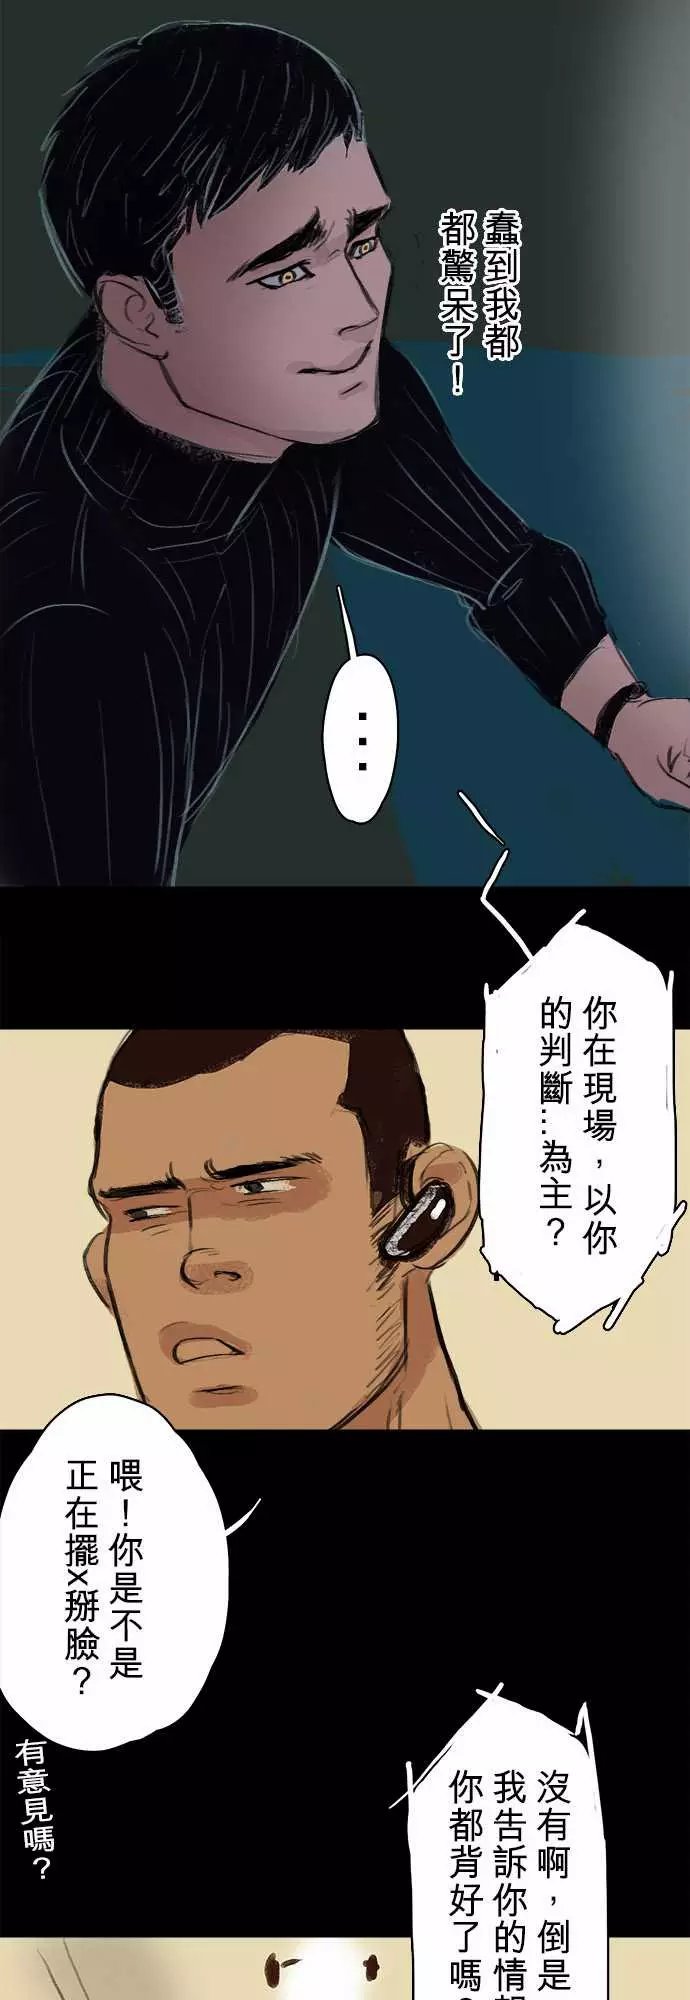 蠢到我都
都驚呆了！
...
你在現場，以你
的判斷...為主？
喂！你是不是
正在擺×掰臉？
有意見嗎？
沒有啊，倒是
我告訴你的情
你都背好了嗎？